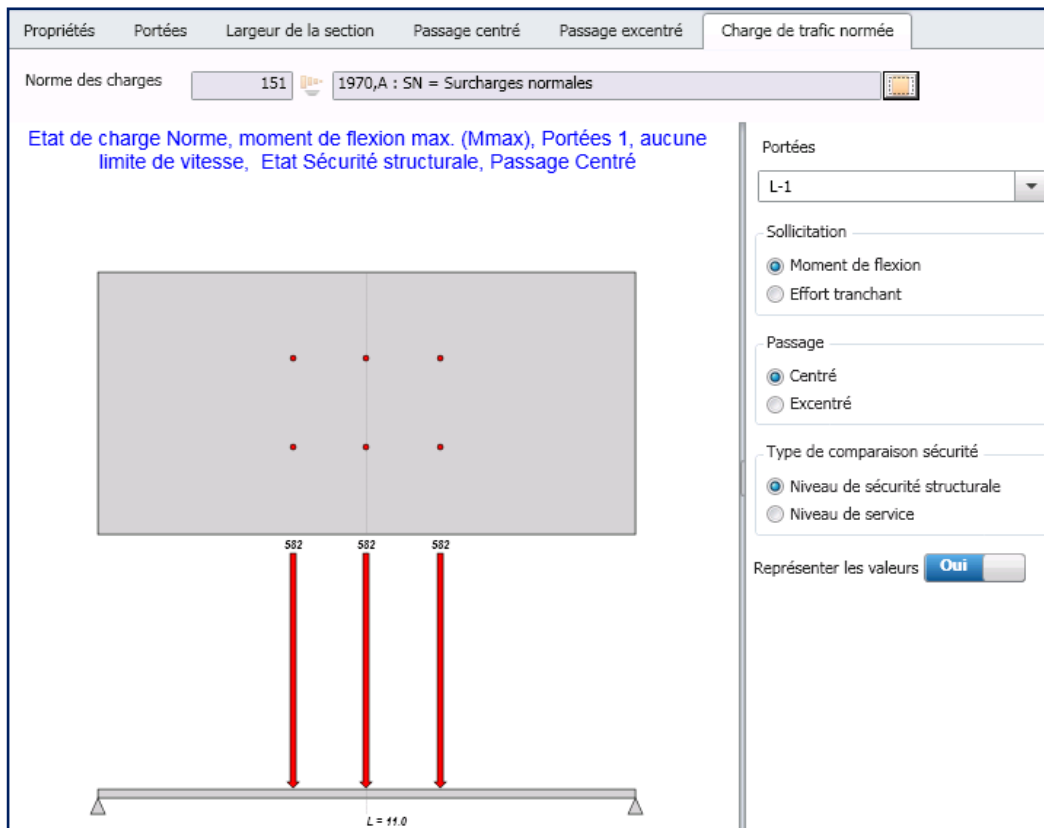 Propriétés Portées Largeur de la section Passage centré Passage excentré Charge de trafic normée
Norme des charges 151 1970,A : SN = Surcharges normales
Etat de charge Norme, moment de flexion max. (Mmax), Portées 1, aucune
limite de vitesse, Etat Sécurité structurale, Passage Centré
582 582 582
L = 11.0
Portées
L-1
Sollicitation
Moment de flexion
Effort tranchant
Passage
Centré
Excentré
Type de comparaison sécurité
Niveau de sécurité structurale
Niveau de service
Représenter les valeurs Oui